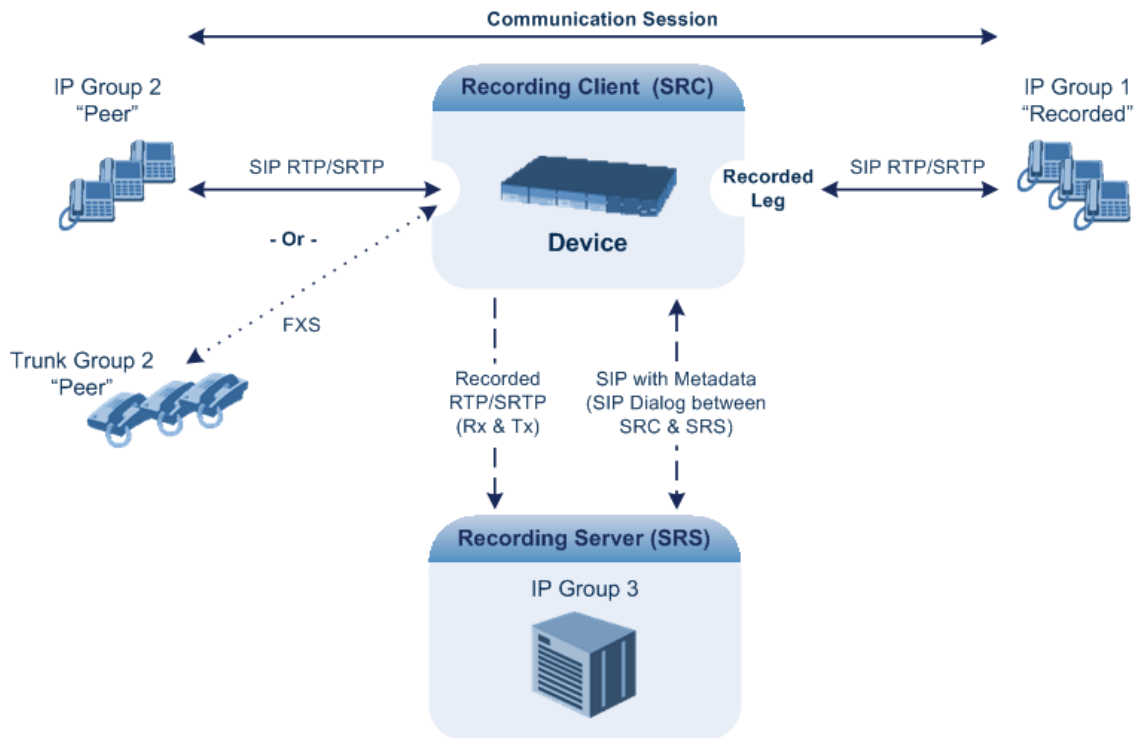 Communication Session
IP Group 2
“Peer”
Recording Client (SRC)
IP Group 1
“Recorded”
SIP RTP/SRTP
Recorded
Leg
SIP RTP/SRTP
Device
- Or -
FXS
Trunk Group 2
“Peer”
Recorded
RTP/SRTP
(Rx & Tx)
SIP with Metadata
(SIP Dialog between
SRC & SRS)
Recording Server (SRS)
IP Group 3